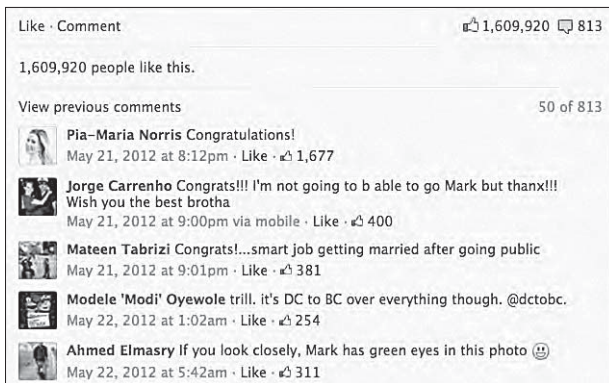 Like · Comment 1,609,920 813
1,609,920 people like this.
View previous comments 50 of 813
Pia-Maria Norris Congratulations!
May 21, 2012 at 8:12pm · Like · 1,677
Jorge Carrenho Congrats!!! I'm not going to b able to go Mark but thanx!!!
Wish you the best brotha
May 21, 2012 at 9:00pm via mobile · Like · 400
Mateen Tabrizi Congrats!...smart job getting married after going public
May 21, 2012 at 9:01pm · Like · 381
Modele 'Modi' Oyewole trill. it's DC to BC over everything though. @dctobc.
May 22, 2012 at 1:02am · Like · 254
Ahmed Elmasry If you look closely, Mark has green eyes in this photo
May 22, 2012 at 5:42am · Like · 311